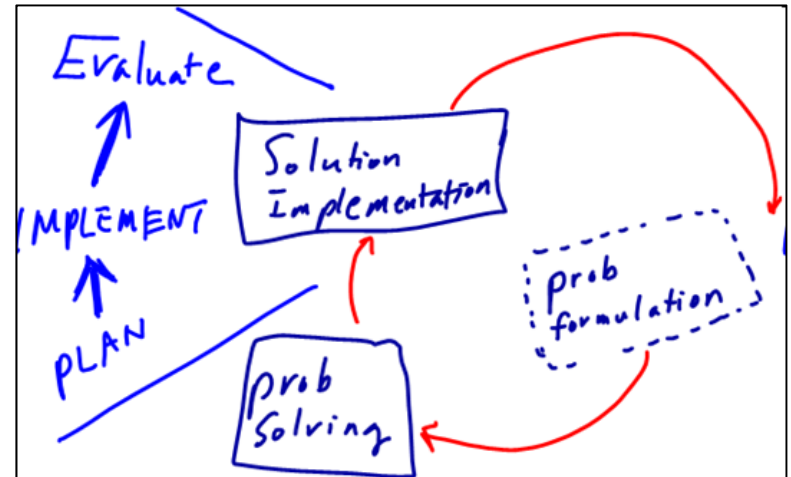 Evaluate
IMPLEMENT
PLAN
Solution
Implementation
prob
formulation
prob
Solving